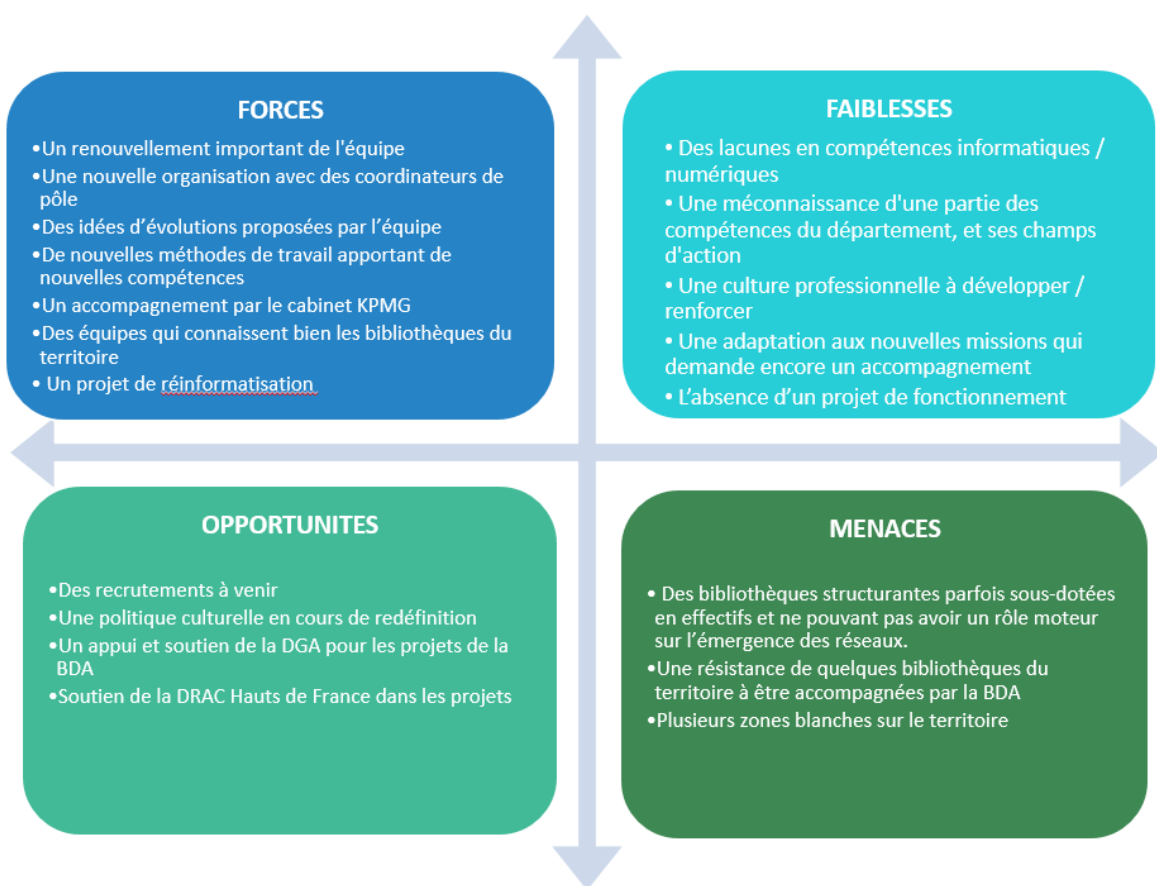 FORCES
•Un renouvellement important de l'équipe
•Une nouvelle organisation avec des coordinateurs de
pôle
•Des idées d’évolutions proposées par l’équipe
•De nouvelles méthodes de travail apportant de
nouvelles compétences
•Un accompagnement par le cabinet KPMG
•Des équipes qui connaissent bien les bibliothèques du
territoire
• Un projet de réinformatisation
FAIBLESSES
• Des lacunes en compétences informatiques /
numériques
• Une méconnaissance d'une partie des
compétences du département, et ses champs
d'action
• Une culture professionnelle à développer /
renforcer
• Une adaptation aux nouvelles missions qui
demande encore un accompagnement
• L’absence d’un projet de fonctionnement
OPPORTUNITES
•Des recrutements à venir
•Une politique culturelle en cours de redéfinition
•Un appui et soutien de la DGA pour les projets de la
BDA
•Soutien de la DRAC Hauts de France dans les projets
MENACES
• Des bibliothèques structurantes parfois sous-dotées
en effectifs et ne pouvant pas avoir un rôle moteur
sur l’émergence des réseaux.
•Une résistance de quelques bibliothèques du
territoire à être accompagnées par la BDA
•Plusieurs zones blanches sur le territoire